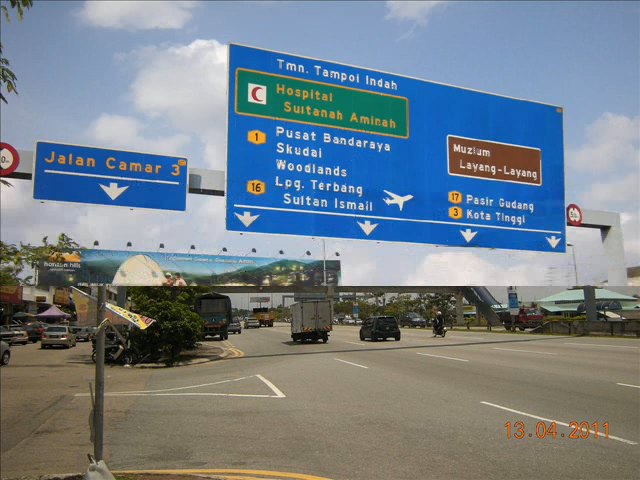 Tmn. Tampoi Indah
Hospital
Sultanah Aminah
1 Pusat Bandaraya
Skudai
Woodlands
16 Lpg. Terbang
Sultan Ismail
Muzium
Layang-Layang
17 Pasir Gudang
3 Kota Tinggi
Jalan Camar 3
13.04.2011